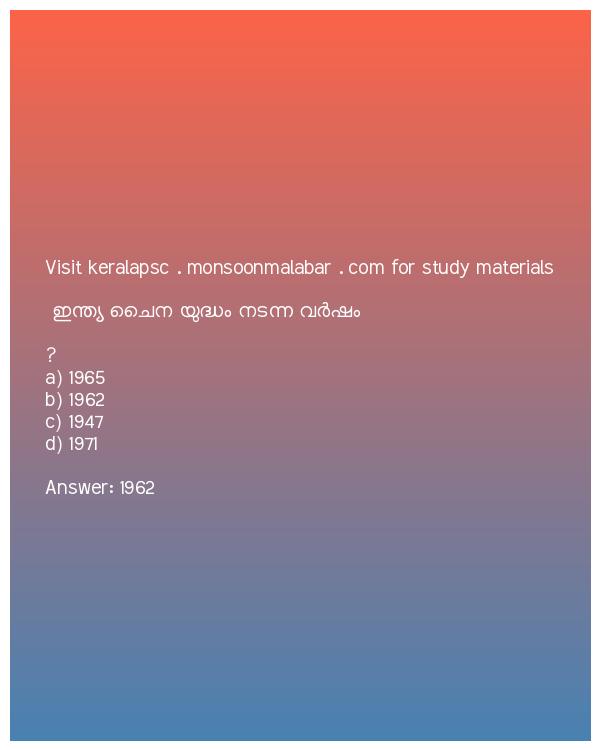 Visit keralapsc . monsoonmalabar . com for study materials
ഇന്ത്യ ചൈന യുദ്ധം നടന്ന വർഷം
?
a) 1965
b) 1962
c) 1947
d) 1971
Answer: 1962